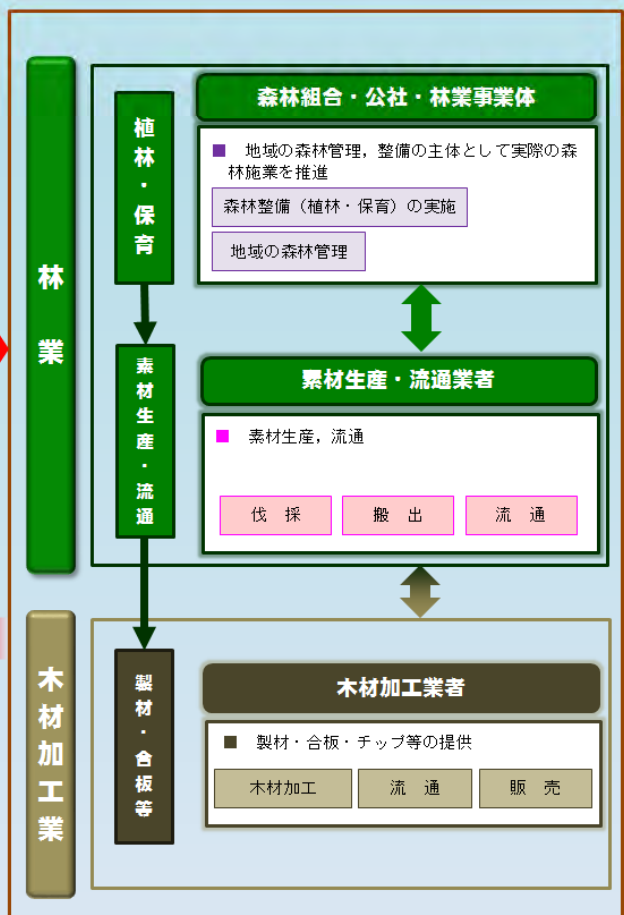 林業
植林・保育
森林組合・公社・林業事業体
■ 地域の森林管理，整備の主体として実際の森
林施業を推進
森林整備（植林・保育）の実施
地域の森林管理
素材生産・流通
素材生産・流通業者
■ 素材生産，流通
伐 採
搬 出
流 通
木材加工業
製材・合板等
木材加工業者
■ 製材・合板・チップ等の提供
木材加工
流 通
販 売